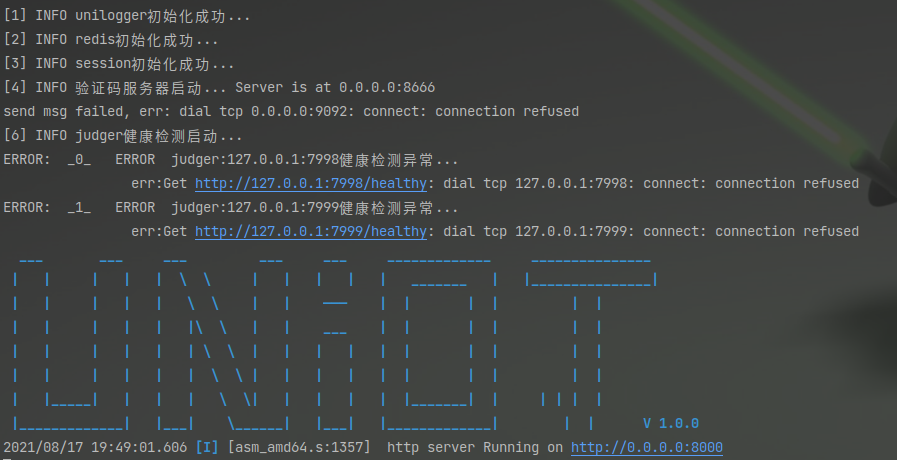 [1] INFO unilogger初始化成功...
[2] INFO redis初始化成功...
[3] INFO session初始化成功...
[4] INFO 验证码服务器启动... Server is at 0.0.0.0:8666
send msg failed, err: dial tcp 0.0.0.0:9092: connect: connection refused
[6] INFO judger健康检测启动...
ERROR:  _0_   ERROR  judger:127.0.0.1:7998健康检测异常...
err:Get http://127.0.0.1:7998/healthy: dial tcp 127.0.0.1:7998: connect: connection refused
ERROR:  _1_   ERROR  judger:127.0.0.1:7999健康检测异常...
err:Get http://127.0.0.1:7999/healthy: dial tcp 127.0.0.1:7999: connect: connection refused
UNIOJ
V 1.0.0
2021/08/17 19:49:01.606 [I] [asm_amd64.s:1357]  http server Running on http://0.0.0.0:8000